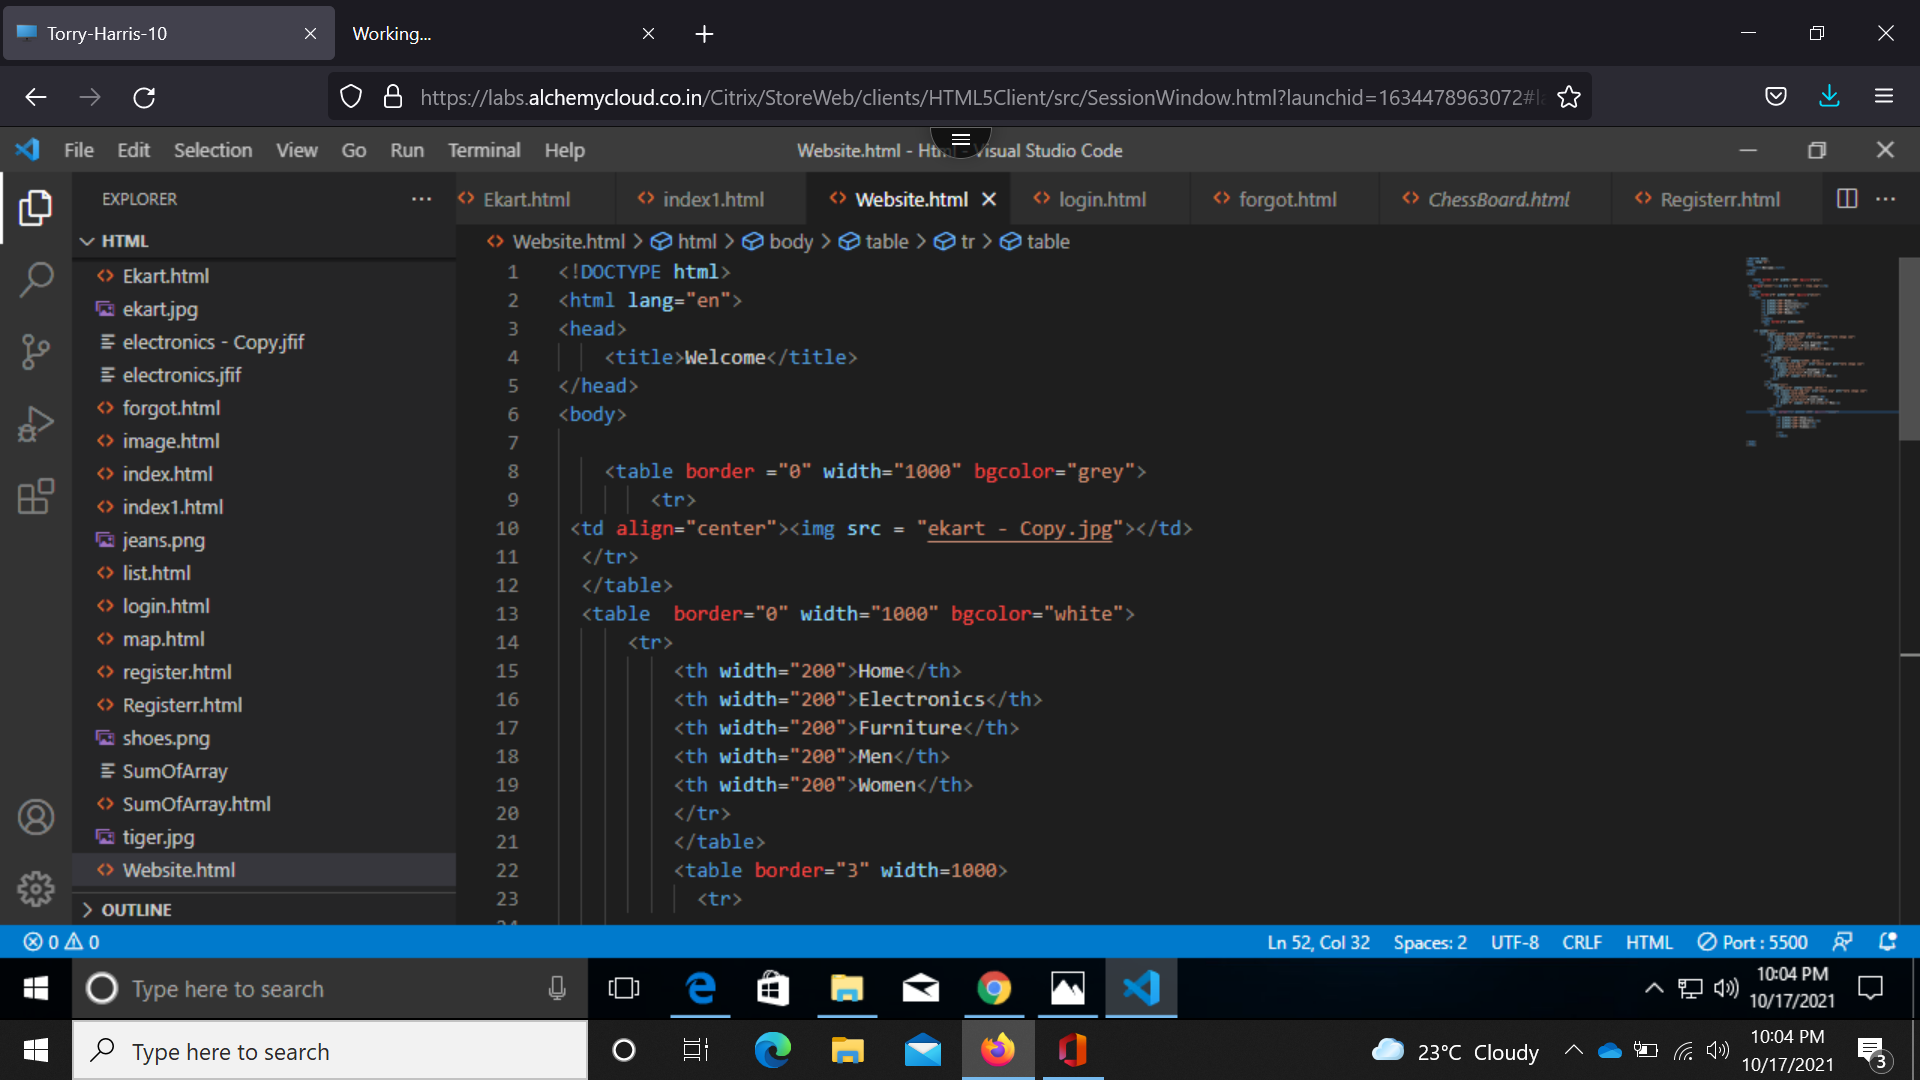 Torry-Harris-10
Working...
https://labs.alchemycloud.co.in/Citrix/StoreWeb/clients/HTML5Client/src/SessionWindow.html?launchid=1634478963072#l
File Edit Selection View Go Run Terminal Help
Website.html - Html - Visual Studio Code
EXPLORER
Ekart.html index1.html Website.html login.html forgot.html ChessBoard.html Registerr.html
HTML
Website.html > html > body > table > tr > table
Ekart.html
ekart.jpg
electronics - Copy.jfif
electronics.jfif
forgot.html
image.html
index.html
index1.html
jeans.png
list.html
login.html
map.html
register.html
Registerr.html
shoes.png
SumOfArray
SumOfArray.html
tiger.jpg
Website.html
OUTLINE
1 <!DOCTYPE html>
2 <html lang="en">
3 <head>
4 <title>Welcome</title>
5 </head>
6 <body>
7
8 <table border ="0" width="1000" bgcolor="grey">
9 <tr>
10 <td align="center"><img src = "ekart - Copy.jpg"></td>
11 </tr>
12 </table>
13 <table  border="0" width="1000" bgcolor="white">
14 <tr>
15 <th width="200">Home</th>
16 <th width="200">Electronics</th>
17 <th width="200">Furniture</th>
18 <th width="200">Men</th>
19 <th width="200">Women</th>
20 </tr>
21 </table>
22 <table border="3" width=1000>
23 <tr>
0 0
Ln 52, Col 32 Spaces: 2 UTF-8 CRLF HTML Port : 5500
Type here to search
10:04 PM
10/17/2021
Type here to search
23°C Cloudy
10:04 PM
10/17/2021
3